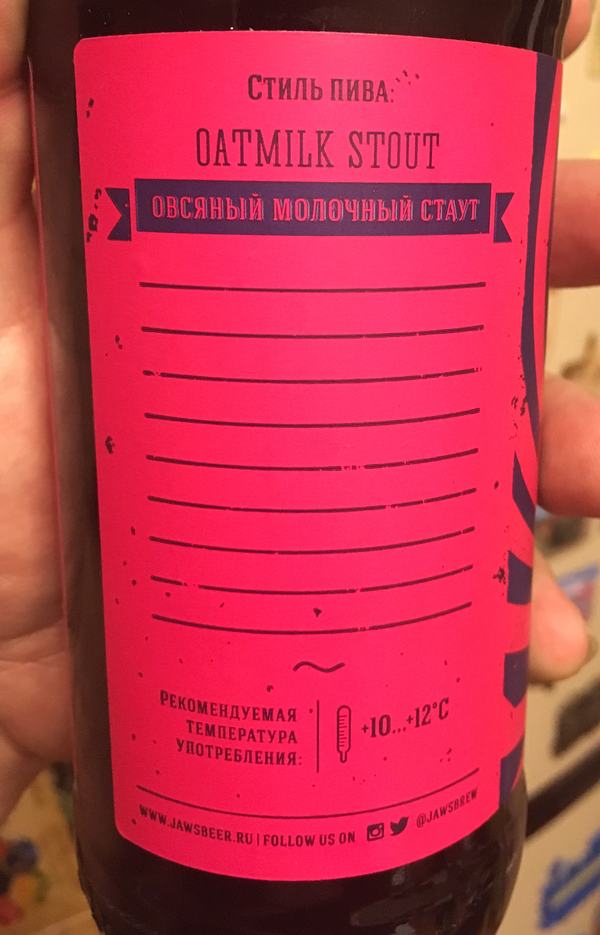 Стиль пива:
OATMILK STOUT
ОВСЯНЫЙ МОЛОЧНЫЙ СТАУТ
Рекомендуемая
температура
употребления:
+10...+12°C
WWW.JAWSBEER.RU | FOLLOW US ON @JAWSBREW